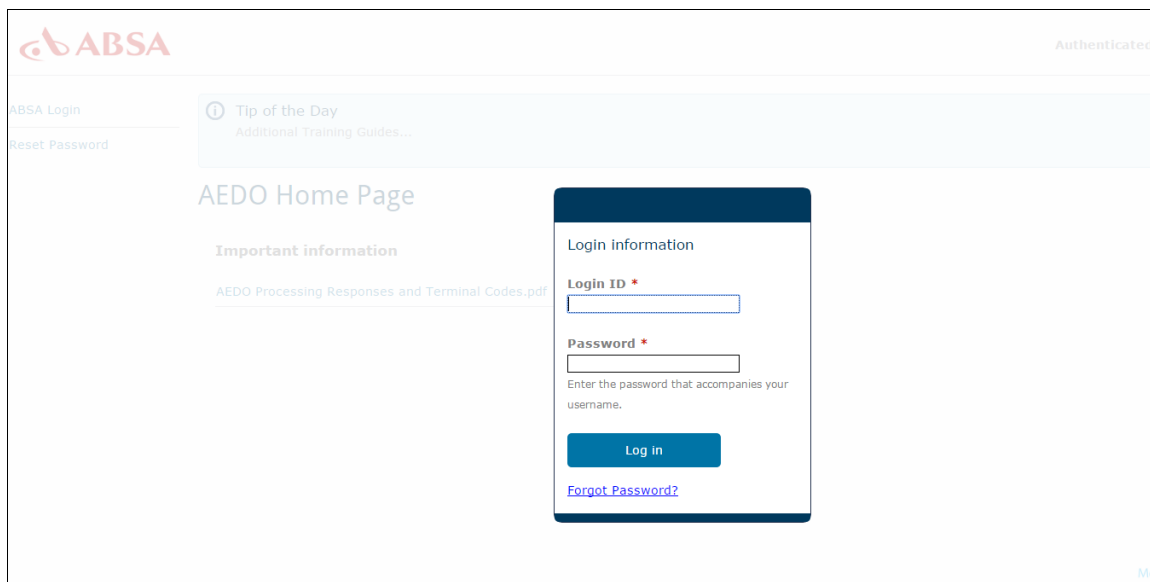 ABSA
Authenticated
ABSA Login
Reset Password
Tip of the Day
Additional Training Guides...
AEDO Home Page
Important information
AEDO Processing Responses and Terminal Codes.pdf
Login information
Login ID *
Password *
Enter the password that accompanies your
username.
Log in
Forgot Password?
M